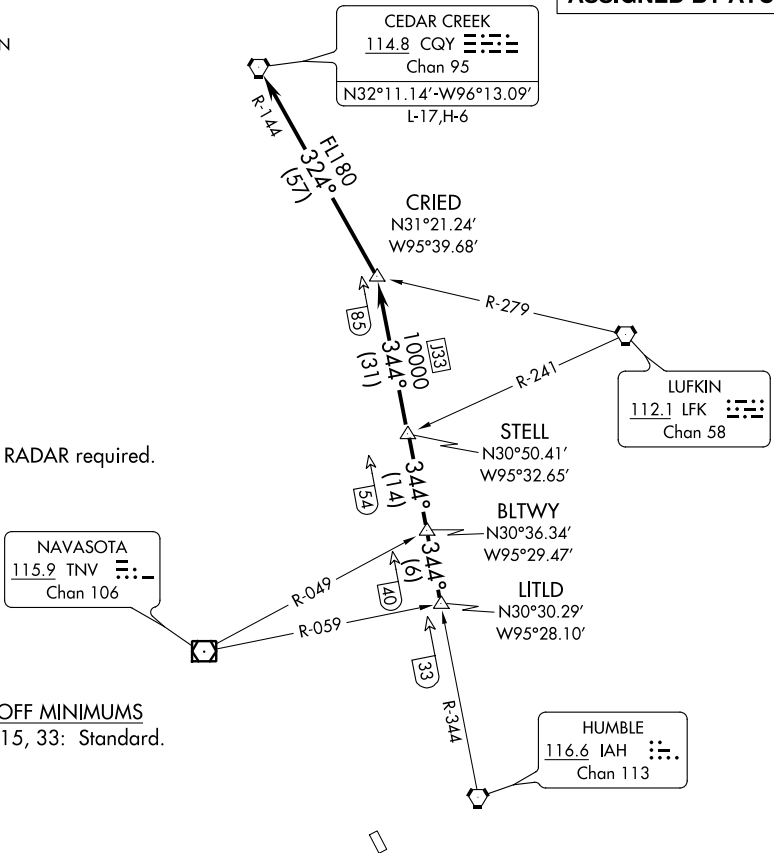 ASSIGNED BY ATC
N
CEDAR CREEK
114.8 CQY
Chan 95
N32°11.14'-W96°13.09'
L-17,H-6
R-144
FL180
324°
(57)
CRIED
N31°21.24'
W95°39.68'
R-279
85
J33
10000
344°
(31)
R-241
LUFKIN
112.1 LFK
Chan 58
STELL
N30°50.41'
W95°32.65'
RADAR required.
54
344°
(14)
BLTWY
N30°36.34'
W95°29.47'
NAVASOTA
115.9 TNV
Chan 106
R-049
40
344°
(6)
LITLD
N30°30.29'
W95°28.10'
R-059
33
R-344
OFF MINIMUMS
15, 33: Standard.
HUMBLE
116.6 IAH
Chan 113